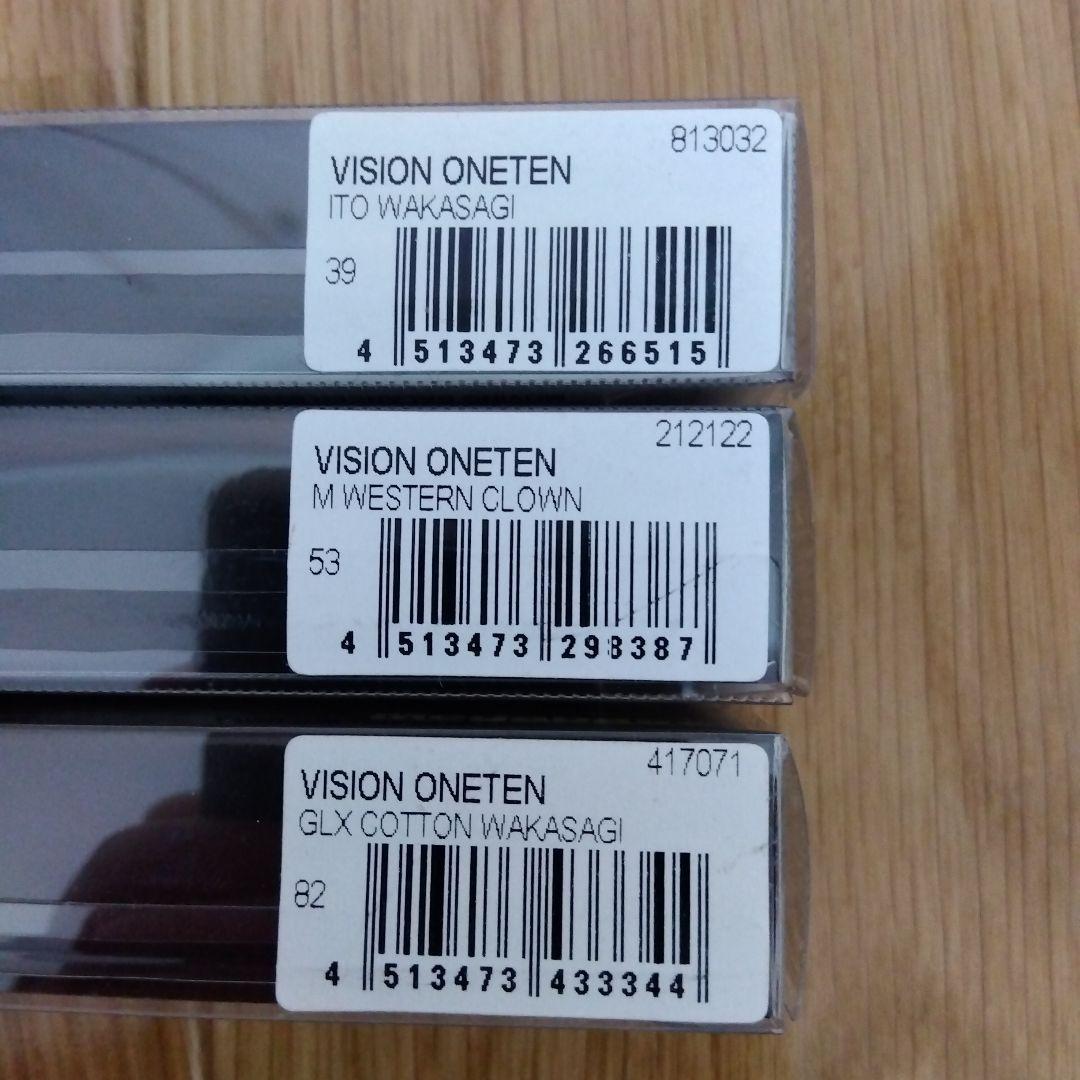 813032
VISION ONETEN
ITO WAKASAGI
39
4 513473 266515
212122
VISION ONETEN
M WESTERN CLOWN
53
4 513473 298387
417071
VISION ONETEN
GLX COTTON WAKASAGI
82
4 513473 433344